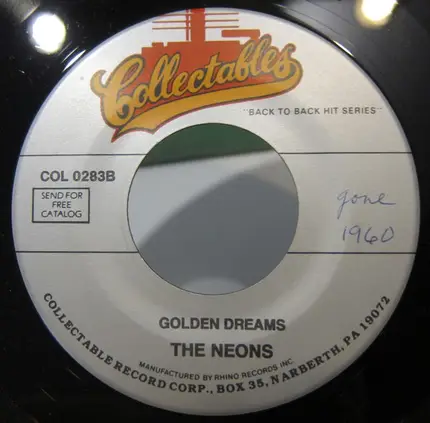 Collectables
"BACK TO BACK HIT SERIES"
COL 0283B
SEND FOR
FREE
CATALOG
gone
1960
GOLDEN DREAMS
THE NEONS
MANUFACTURED BY RHINO RECORDS INC.
COLLECTABLE RECORD CORP., BOX 35, NARBERTH, PA 19072